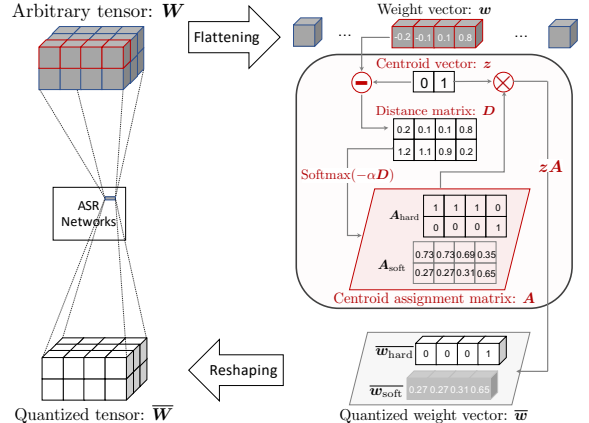 Arbitrary tensor: W
Flattening
Weight vector: w
... -0.2 -0.1 0.1 0.8 ...
Centroid vector: z
− 0 1 ⊗
Distance matrix: D
0.2 0.1 0.1 0.8
1.2 1.1 0.9 0.2
zA
Softmax(−αD)
ASR
Networks
A_hard
1 1 1 0
0 0 0 1
A_soft
0.73 0.73 0.69 0.35
0.27 0.27 0.31 0.65
Centroid assignment matrix: A
w̅_hard 0 0 0 1
Reshaping
w̅_soft 0.27 0.27 0.31 0.65
Quantized tensor: W̅
Quantized weight vector: w̅